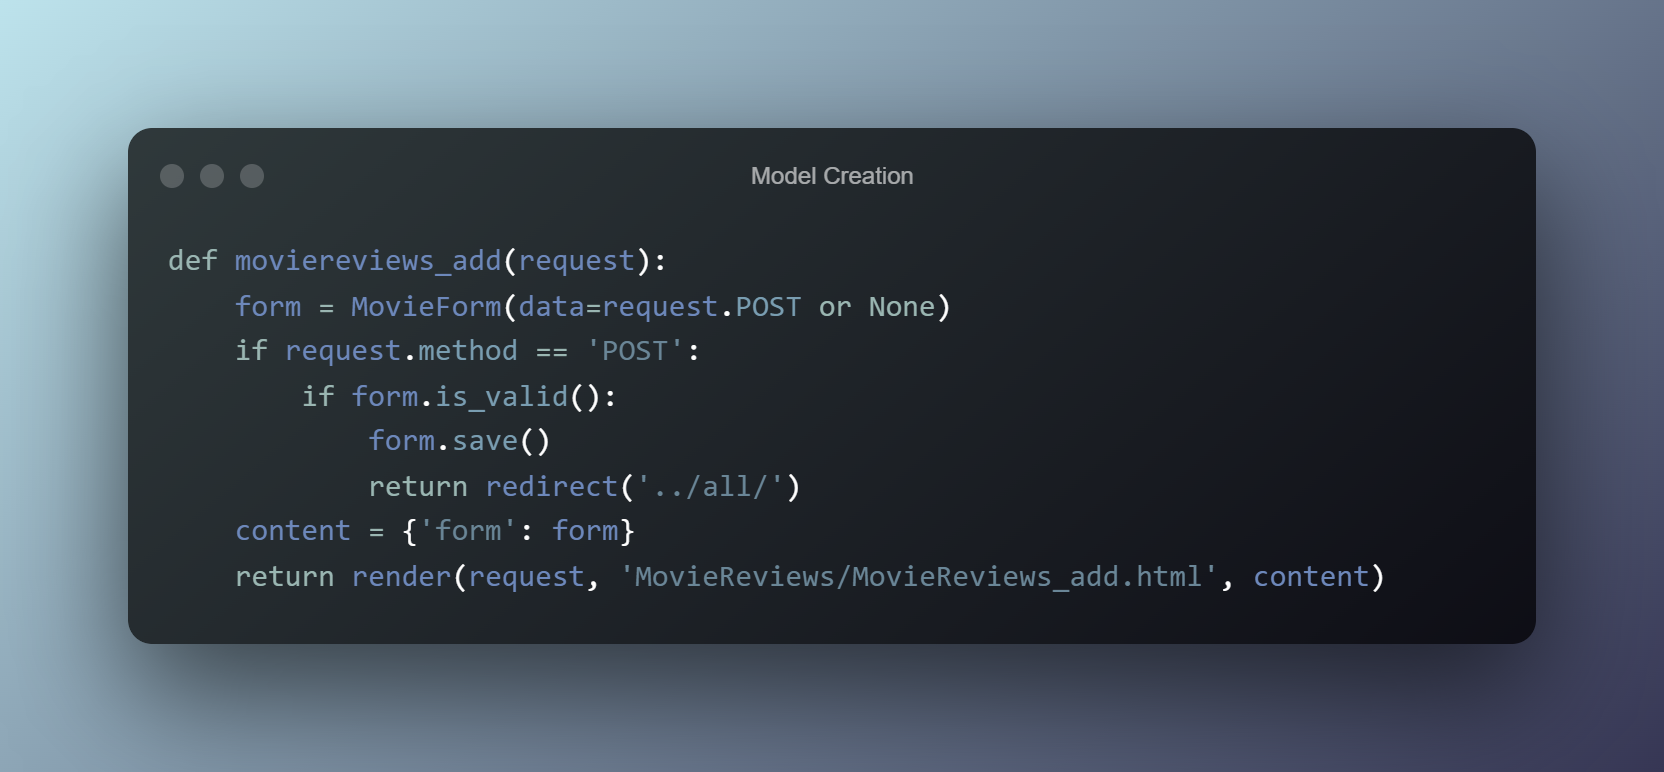 Model Creation
def moviereviews_add(request):
    form = MovieForm(data=request.POST or None)
    if request.method == 'POST':
        if form.is_valid():
            form.save()
            return redirect('../all/')
    content = {'form': form}
    return render(request, 'MovieReviews/MovieReviews_add.html', content)